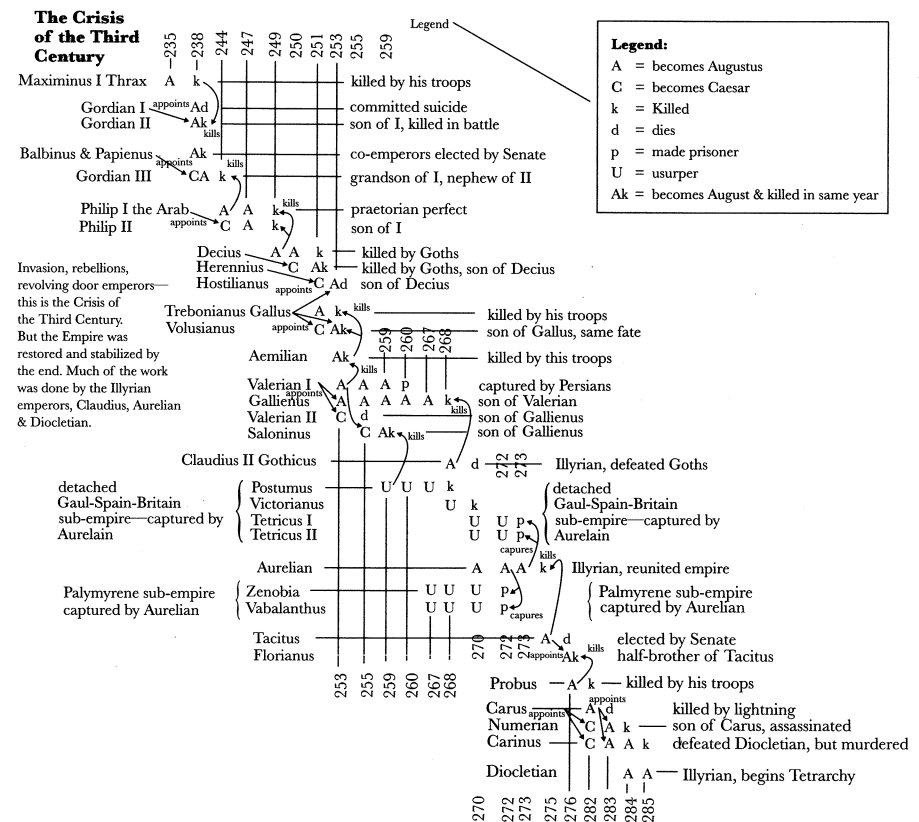 The Crisis
of the Third
Century
235 238 244 247 249 250 251 253 255 259
Legend
Legend:
A = becomes Augustus
C = becomes Caesar
k = Killed
d = dies
p = made prisoner
U = usurper
Ak = becomes August & killed in same year
Maximinus I Thrax A k killed by his troops
Gordian I appoints Ad committed suicide
Gordian II Ak son of I, killed in battle
kills
Balbinus & Papienus Ak co-emperors elected by Senate
appoints kills
Gordian III CA k grandson of I, nephew of II
Philip I the Arab A A k kills praetorian perfect
Philip II appoints C A k son of I
Decius A A k killed by Goths
Herennius C Ak killed by Goths, son of Decius
Hostilianus appoints C Ad son of Decius
Invasion, rebellions,
revolving door emperors—
this is the Crisis of
the Third Century.
But the Empire was
restored and stabilized by
the end. Much of the work
was done by the Illyrian
emperors, Claudius, Aurelian
& Diocletian.
Trebonianus Gallus A k kills killed by his troops
Volusianus appoints C Ak son of Gallus, same fate
259 260 267 268
Aemilian Ak killed by this troops
kills
Valerian I A A A p captured by Persians
appoints
Gallienus A A A A A k son of Valerian
Valerian II C d kills son of Gallienus
Saloninus C Ak kills son of Gallienus
Claudius II Gothicus A d 272 273 Illyrian, defeated Goths
detached
Gaul-Spain-Britain
sub-empire—captured by
Aurelain
Postumus U U U k
Victorianus U k
Tetricus I U U p
Tetricus II U U p
capures
detached
Gaul-Spain-Britain
sub-empire—captured by
Aurelain
kills
Aurelian A A A k Illyrian, reunited empire
Palmyrene sub-empire
captured by Aurelian
Zenobia U U U p
Vabalanthus U U U p
capures
Palmyrene sub-empire
captured by Aurelian
270 272 273
Tacitus A d elected by Senate
Florianus appoints Ak kills half-brother of Tacitus
253 255 259 260 267 268
Probus A k killed by his troops
appoints
Carus appoints A d killed by lightning
Numerian C A k son of Carus, assassinated
Carinus C A A k defeated Diocletian, but murdered
Diocletian A A Illyrian, begins Tetrarchy
270 272 273 275 276 282 283 284 285